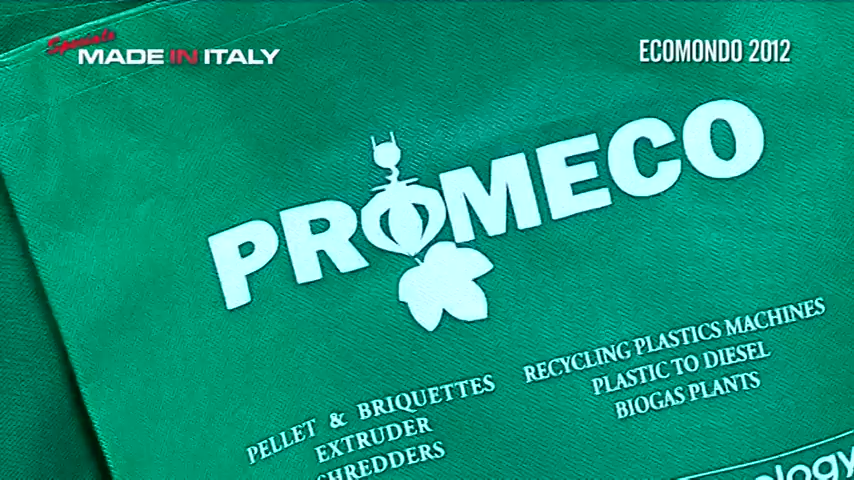 Speciale
MADE IN ITALY
ECOMONDO 2012
PROMECO
PELLET & BRIQUETTES
EXTRUDER
SHREDDERS
RECYCLING PLASTICS MACHINES
PLASTIC TO DIESEL
BIOGAS PLANTS